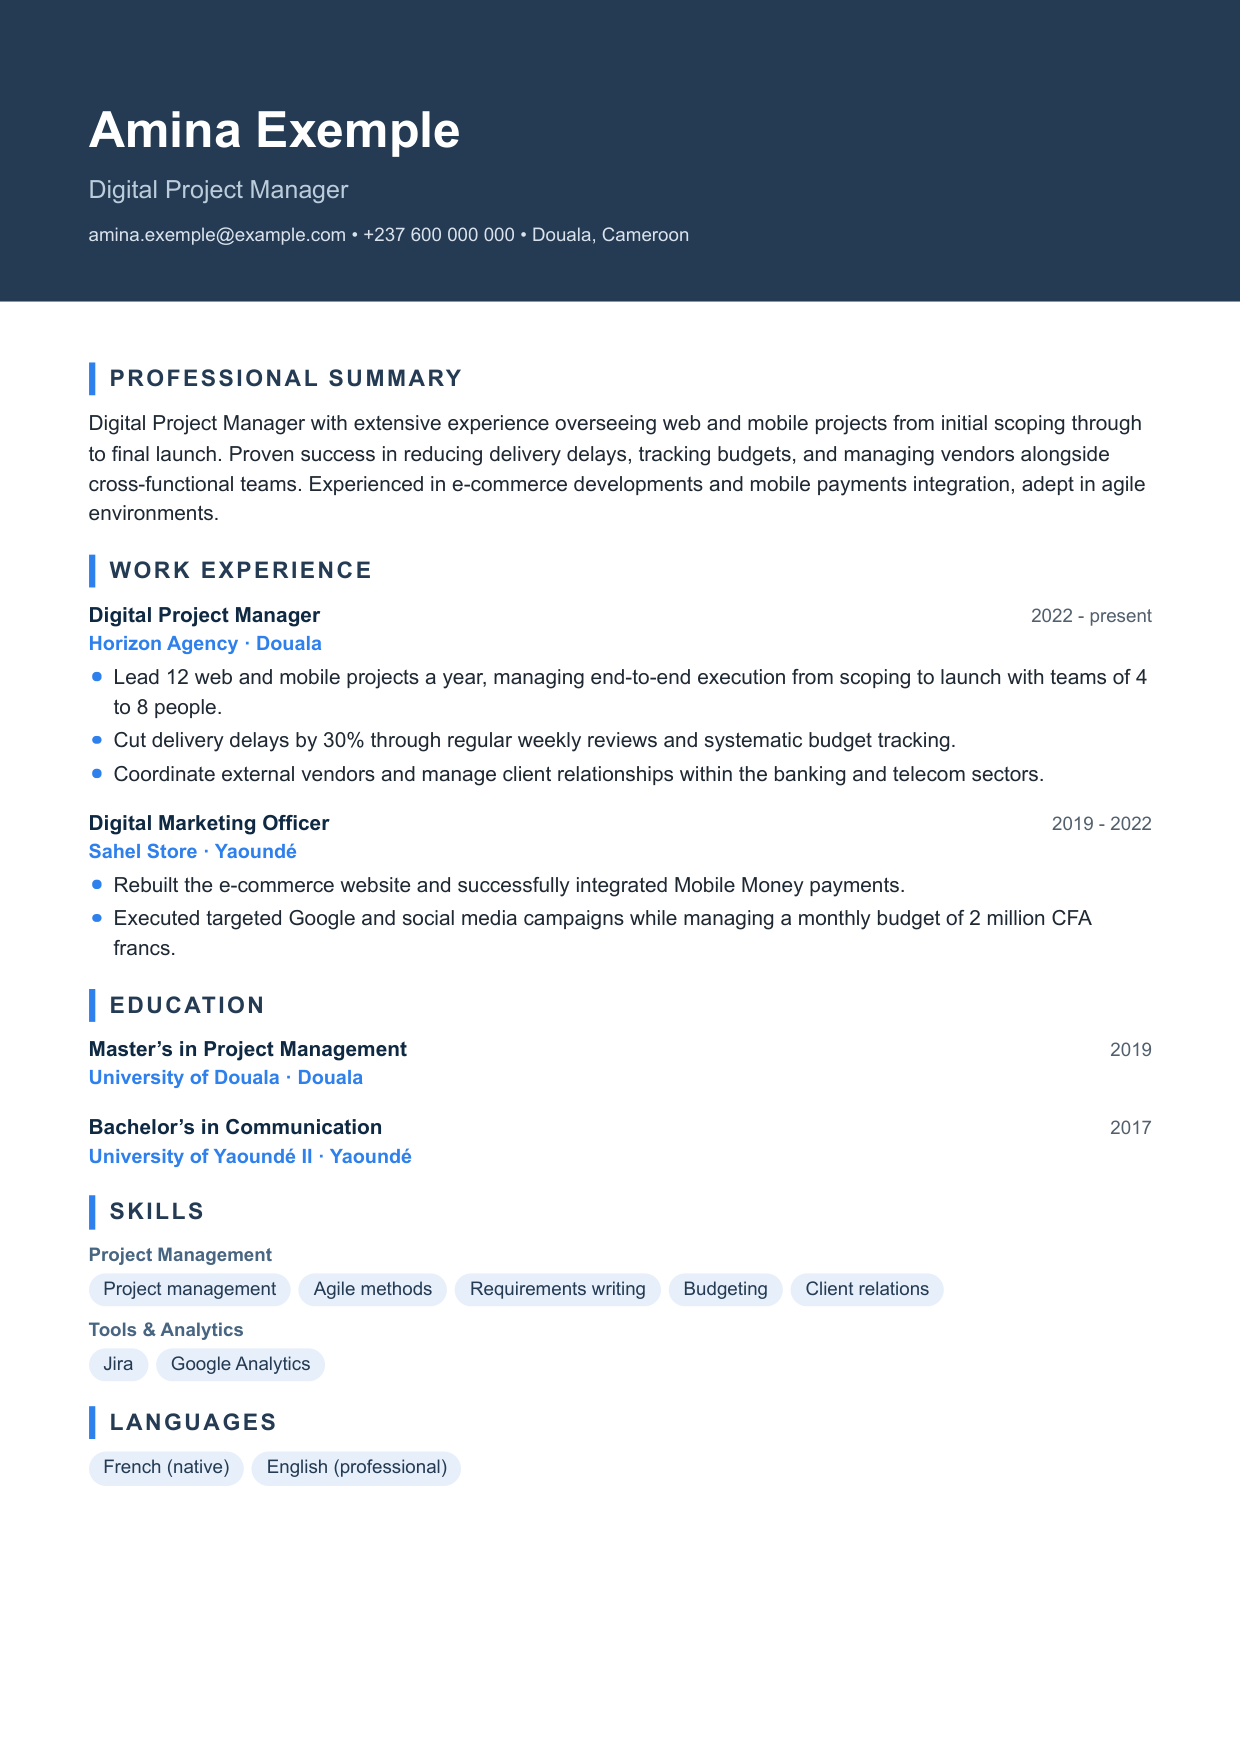 Amina Exemple
Digital Project Manager
amina.exemple@example.com • +237 600 000 000 • Douala, Cameroon
PROFESSIONAL SUMMARY
Digital Project Manager with extensive experience overseeing web and mobile projects from initial scoping through
to final launch. Proven success in reducing delivery delays, tracking budgets, and managing vendors alongside
cross-functional teams. Experienced in e-commerce developments and mobile payments integration, adept in agile
environments.
WORK EXPERIENCE
Digital Project Manager 2022 - present
Horizon Agency · Douala
• Lead 12 web and mobile projects a year, managing end-to-end execution from scoping to launch with teams of 4
to 8 people.
• Cut delivery delays by 30% through regular weekly reviews and systematic budget tracking.
• Coordinate external vendors and manage client relationships within the banking and telecom sectors.
Digital Marketing Officer 2019 - 2022
Sahel Store · Yaoundé
• Rebuilt the e-commerce website and successfully integrated Mobile Money payments.
• Executed targeted Google and social media campaigns while managing a monthly budget of 2 million CFA
francs.
EDUCATION
Master’s in Project Management 2019
University of Douala · Douala
Bachelor’s in Communication 2017
University of Yaoundé II · Yaoundé
SKILLS
Project Management
Project management Agile methods Requirements writing Budgeting Client relations
Tools & Analytics
Jira Google Analytics
LANGUAGES
French (native) English (professional)